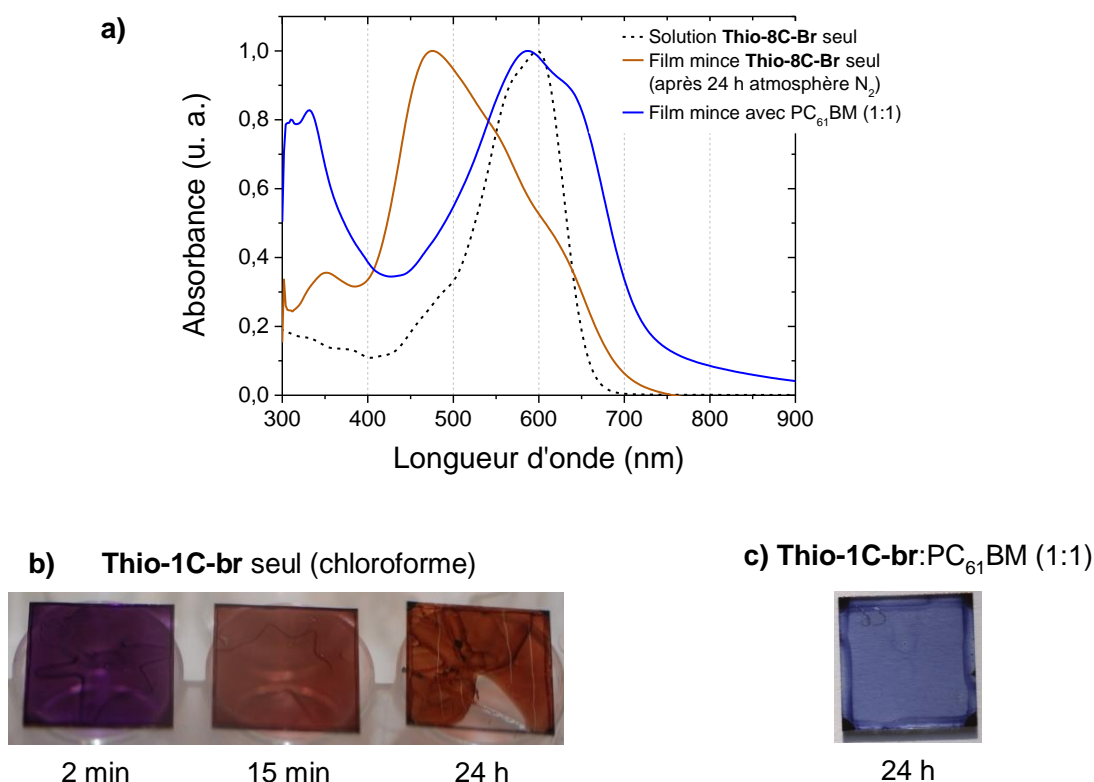 a)
Solution Thio-8C-Br seul
Film mince Thio-8C-Br seul
(après 24 h atmosphère N₂)
Film mince avec PC₆₁BM (1:1)
Absorbance (u. a.)
1,0
0,8
0,6
0,4
0,2
0,0
300 400 500 600 700 800 900
Longueur d'onde (nm)
b) Thio-1C-br seul (chloroforme)
c) Thio-1C-br:PC₆₁BM (1:1)
2 min 15 min 24 h
24 h